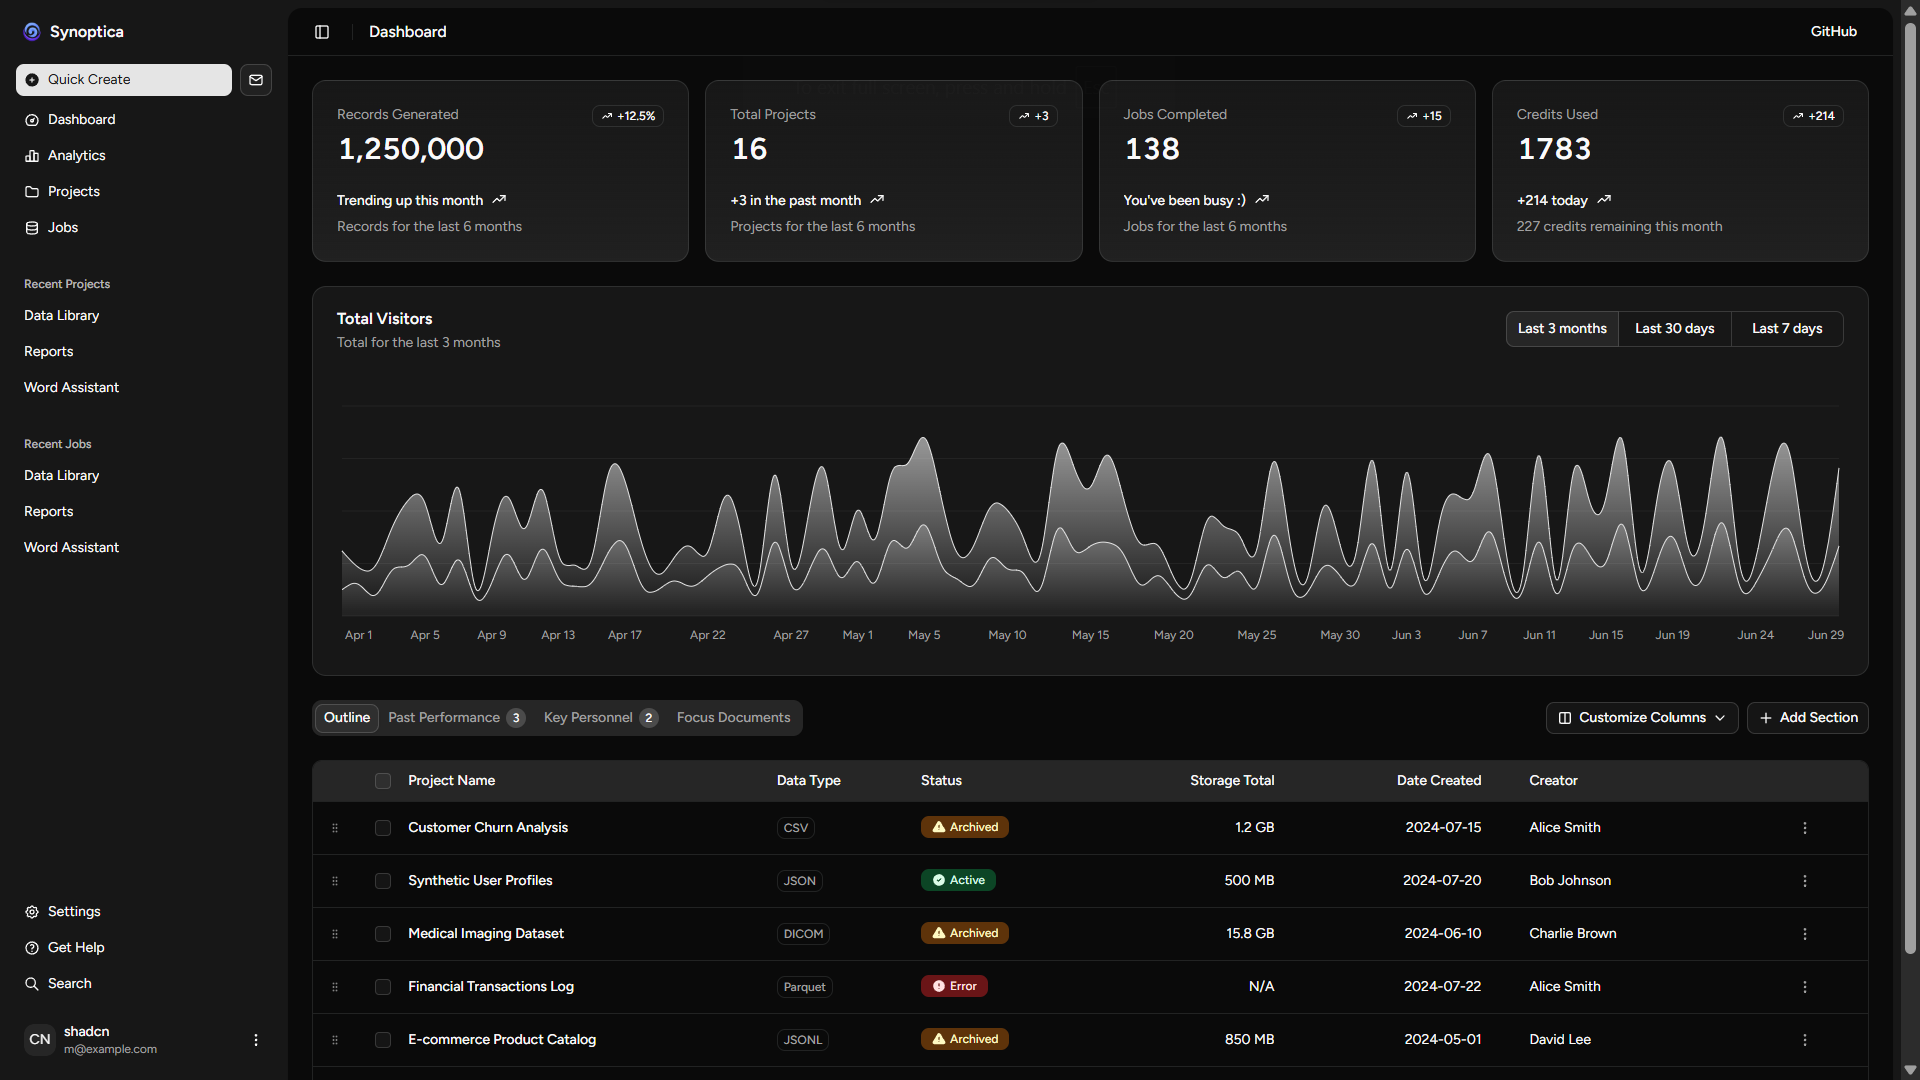 Synoptica
Quick Create
Dashboard
Analytics
Projects
Jobs
Recent Projects
Data Library
Reports
Word Assistant
Recent Jobs
Data Library
Reports
Word Assistant
Settings
Get Help
Search
CN
shadcn
m@example.com
Dashboard
GitHub
Records Generated
+12.5%
1,250,000
Trending up this month
Records for the last 6 months
Total Projects
+3
16
+3 in the past month
Projects for the last 6 months
Jobs Completed
+15
138
You've been busy :)
Jobs for the last 6 months
Credits Used
+214
1783
+214 today
227 credits remaining this month
Total Visitors
Total for the last 3 months
Last 3 months Last 30 days Last 7 days
Apr 1 Apr 5 Apr 9 Apr 13 Apr 17 Apr 22 Apr 27 May 1 May 5 May 10 May 15 May 20 May 25 May 30 Jun 3 Jun 7 Jun 11 Jun 15 Jun 19 Jun 24 Jun 29
Outline Past Performance 3 Key Personnel 2 Focus Documents
Customize Columns Add Section
Project Name Data Type Status Storage Total Date Created Creator
Customer Churn Analysis CSV Archived 1.2 GB 2024-07-15 Alice Smith
Synthetic User Profiles JSON Active 500 MB 2024-07-20 Bob Johnson
Medical Imaging Dataset DICOM Archived 15.8 GB 2024-06-10 Charlie Brown
Financial Transactions Log Parquet Error N/A 2024-07-22 Alice Smith
E-commerce Product Catalog JSONL Archived 850 MB 2024-05-01 David Lee